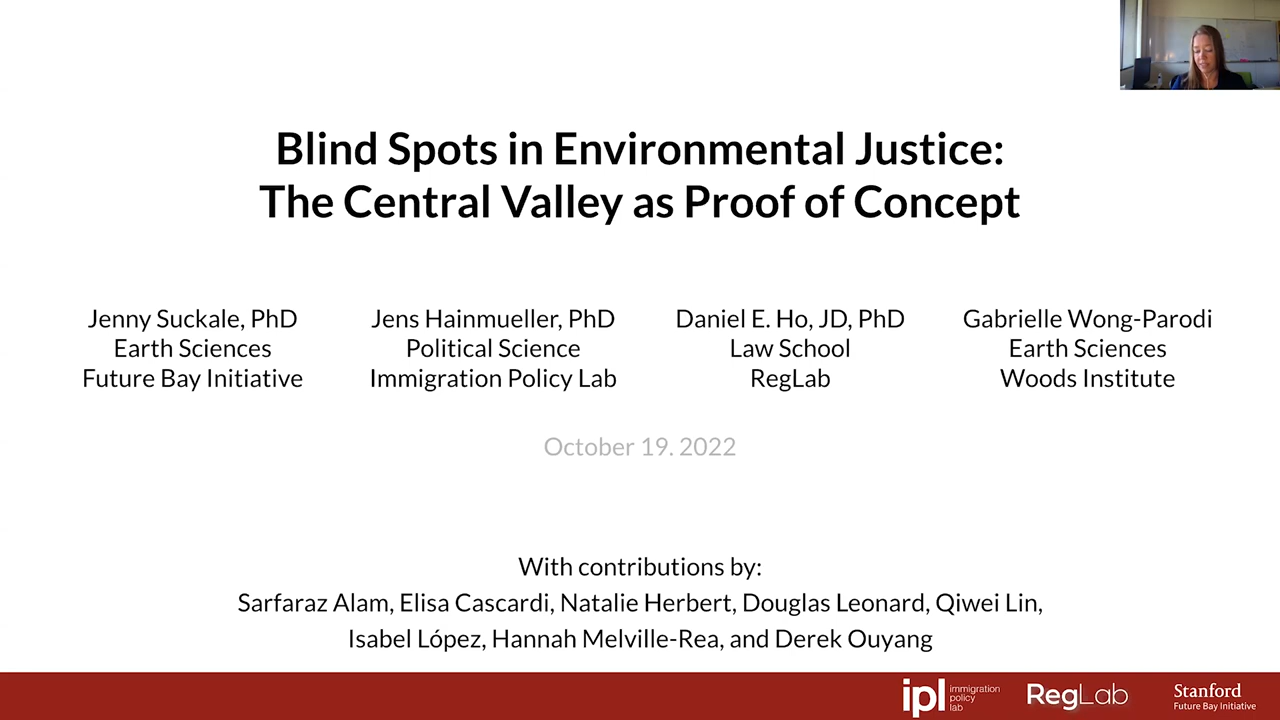 Blind Spots in Environmental Justice:
The Central Valley as Proof of Concept
Jenny Suckale, PhD
Earth Sciences
Future Bay Initiative
Jens Hainmueller, PhD
Political Science
Immigration Policy Lab
Daniel E. Ho, JD, PhD
Law School
RegLab
Gabrielle Wong-Parodi
Earth Sciences
Woods Institute
October 19. 2022
With contributions by:
Sarfaraz Alam, Elisa Cascardi, Natalie Herbert, Douglas Leonard, Qiwei Lin,
Isabel López, Hannah Melville-Rea, and Derek Ouyang
ipl immigration
policy
lab
RegLab
Stanford
Future Bay Initiative